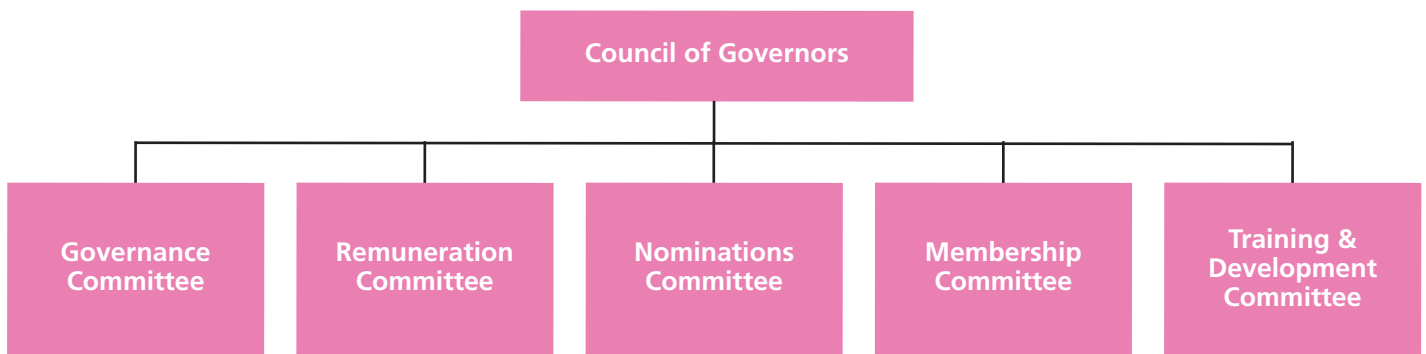 Council of Governors
Governance
Committee
Remuneration
Committee
Nominations
Committee
Membership
Committee
Training &
Development
Committee